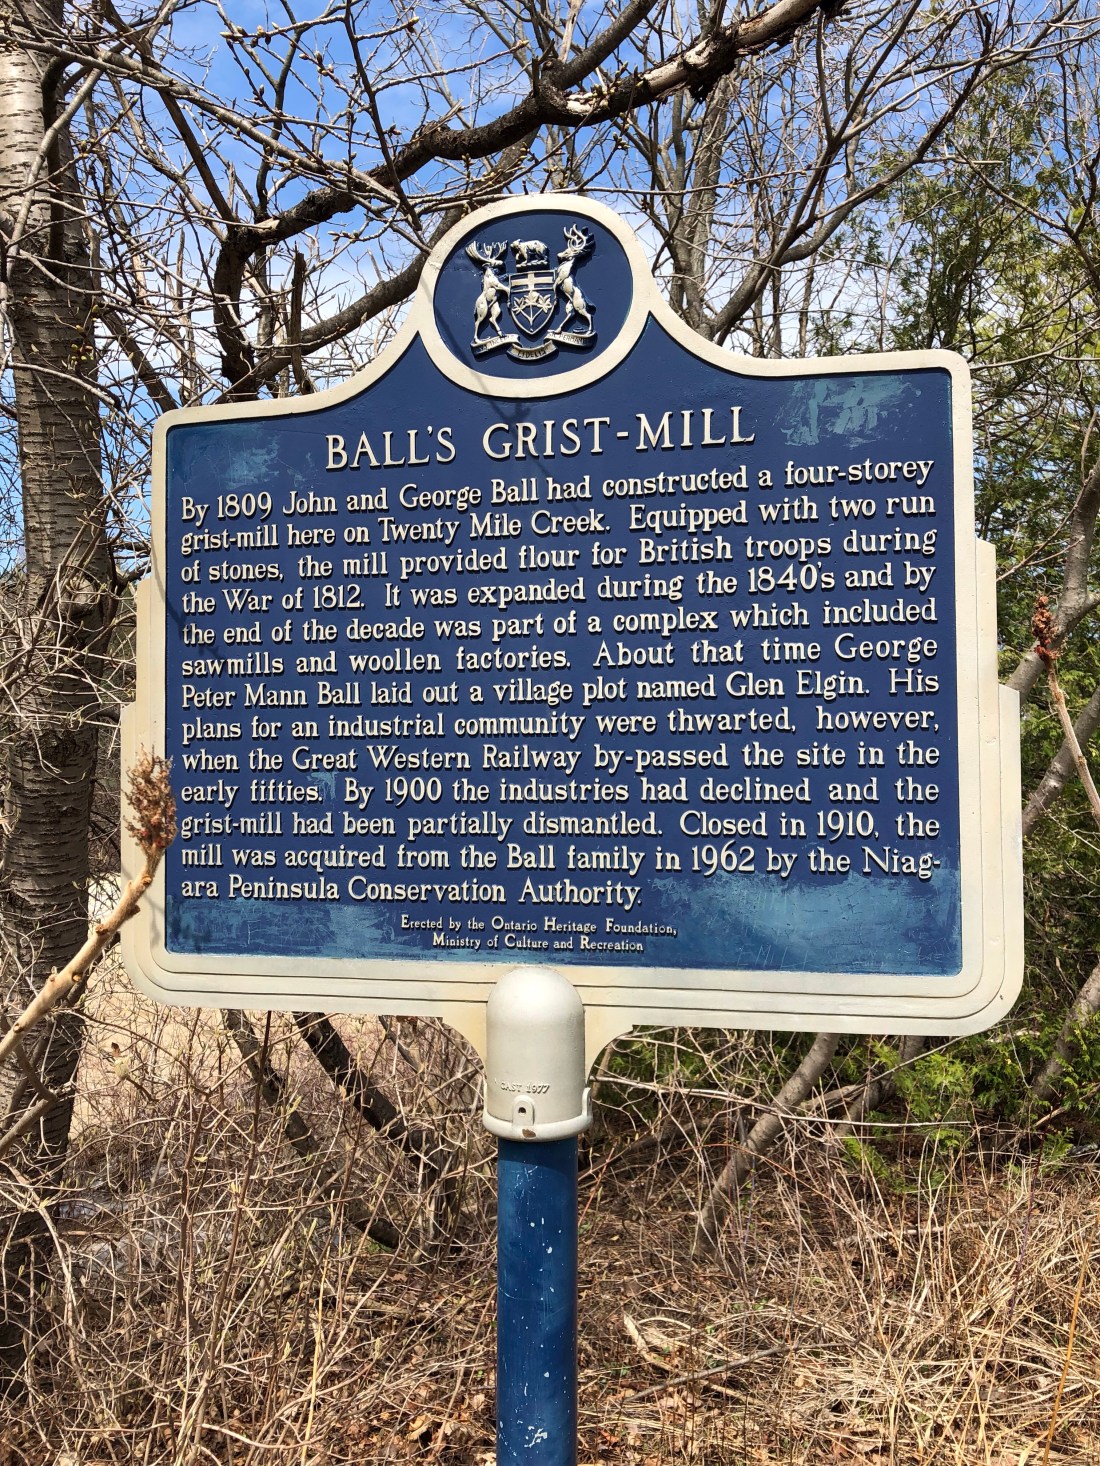 FIDELIS
BALL'S GRIST-MILL
By 1809 John and George Ball had constructed a four-storey
grist-mill here on Twenty Mile Creek. Equipped with two run
of stones, the mill provided flour for British troops during
the War of 1812. It was expanded during the 1840's and by
the end of the decade was part of a complex which included
sawmills and woollen factories. About that time George
Peter Mann Ball laid out a village plot named Glen Elgin. His
plans for an industrial community were thwarted, however,
when the Great Western Railway by-passed the site in the
early fifties. By 1900 the industries had declined and the
grist-mill had been partially dismantled. Closed in 1910, the
mill was acquired from the Ball family in 1962 by the Niag-
ara Peninsula Conservation Authority.
Erected by the Ontario Heritage Foundation,
Ministry of Culture and Recreation
CAST 1977